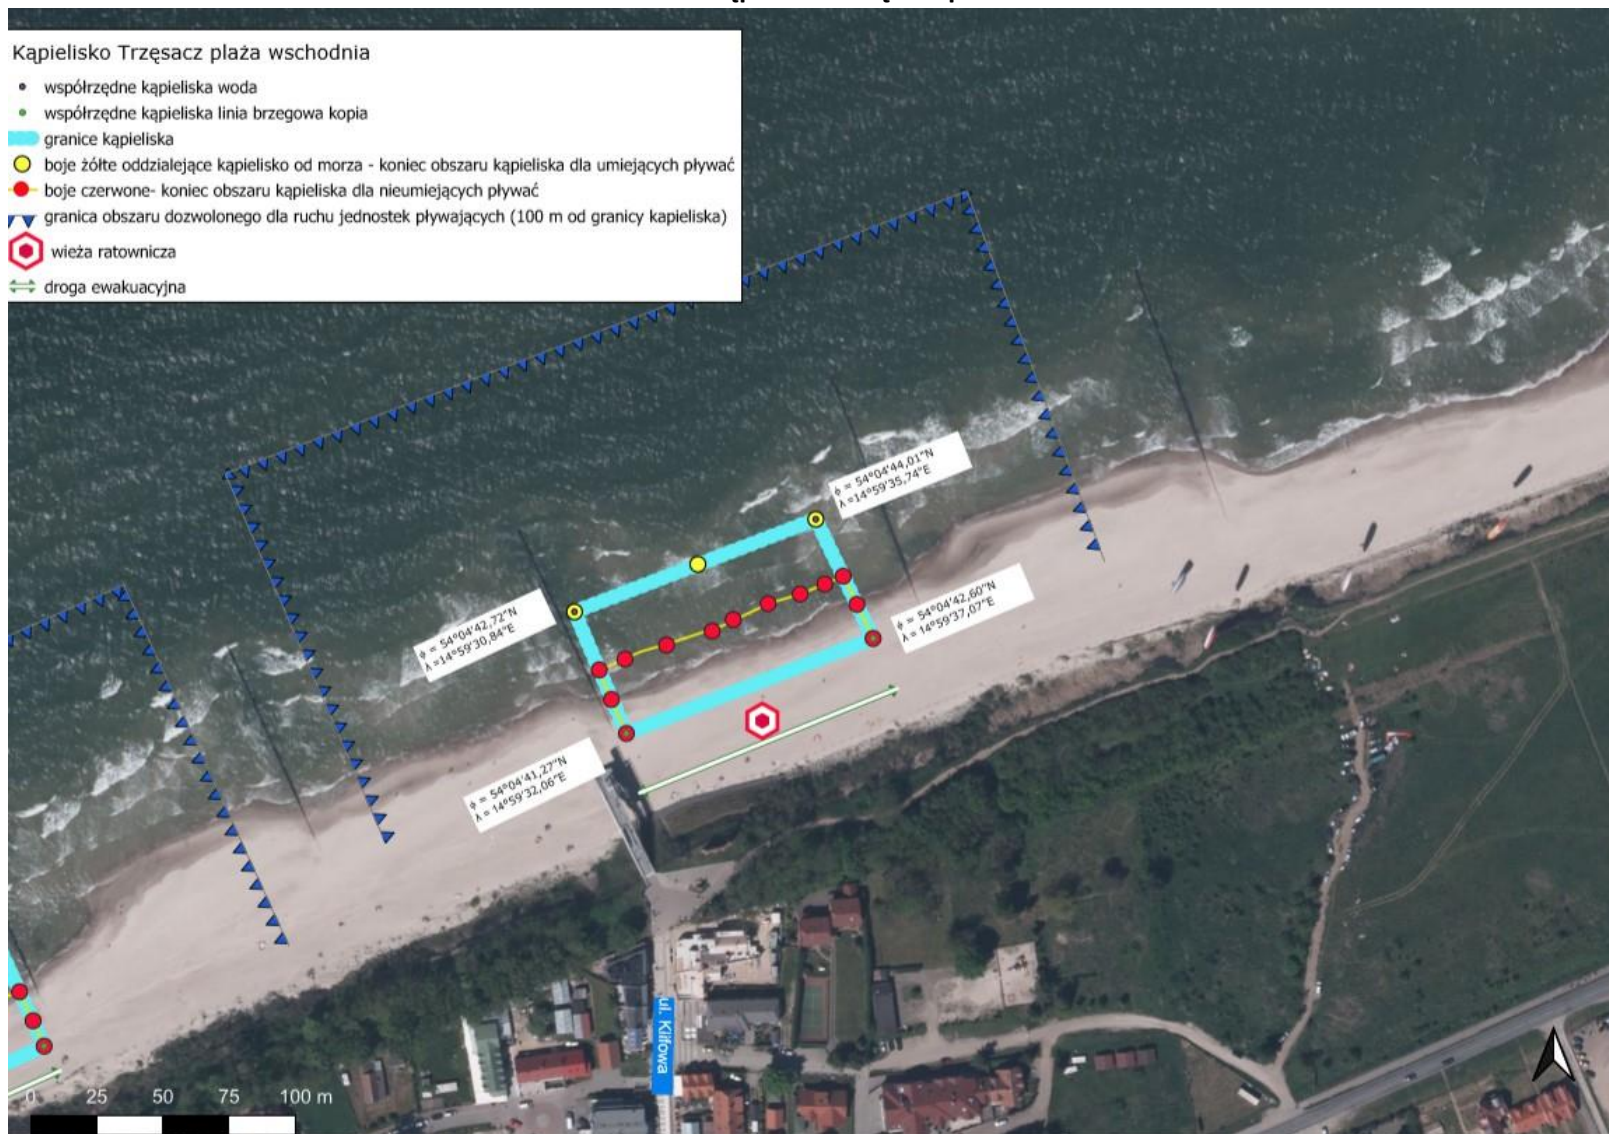 Kąpielisko Trzęsacz plaża wschodnia
współrzędne kąpieliska woda
współrzędne kąpieliska linia brzegowa kopia
granice kąpieliska
boje żółte oddzialejące kąpielisko od morza - koniec obszaru kąpieliska dla umiejących pływać
boje czerwone- koniec obszaru kąpieliska dla nieumiejących pływać
granica obszaru dozwolonego dla ruchu jednostek pływających (100 m od granicy kapieliska)
wieża ratownicza
droga ewakuacyjna
ϕ = 54°04'44,01"N
λ =14°59'35,74"E
ϕ = 54°04'42,72"N
λ =14°59'30,84"E
ϕ = 54°04'42,60"N
λ = 14°59'37,07"E
ϕ = 54°04'41,27"N
λ = 14°59'32,06"E
ul. Klifowa
0 25 50 75 100 m